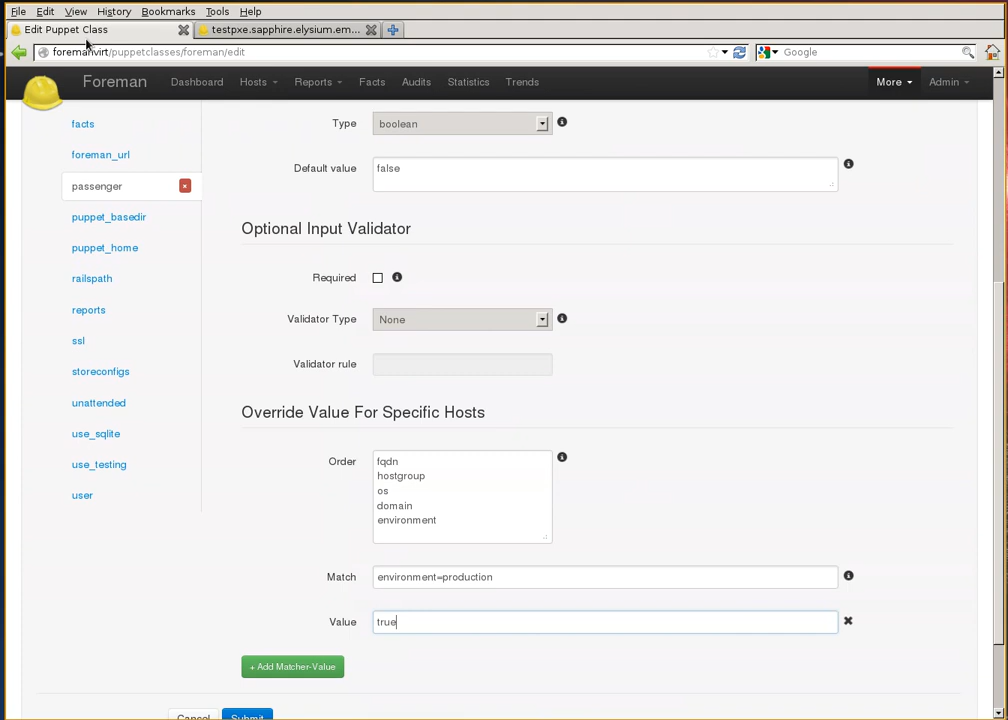 File Edit View History Bookmarks Tools Help
Edit Puppet Class testpxe.sapphire.elysium.em...
foremanvirt/puppetclasses/foreman/edit Google
Foreman Dashboard Hosts Reports Facts Audits Statistics Trends More Admin
facts
foreman_url
passenger
puppet_basedir
puppet_home
railspath
reports
ssl
storeconfigs
unattended
use_sqlite
use_testing
user
Type boolean
Default value false
Optional Input Validator
Required
Validator Type None
Validator rule
Override Value For Specific Hosts
Order fqdn
hostgroup
os
domain
environment
Match environment=production
Value true
+ Add Matcher-Value
Cancel Submit